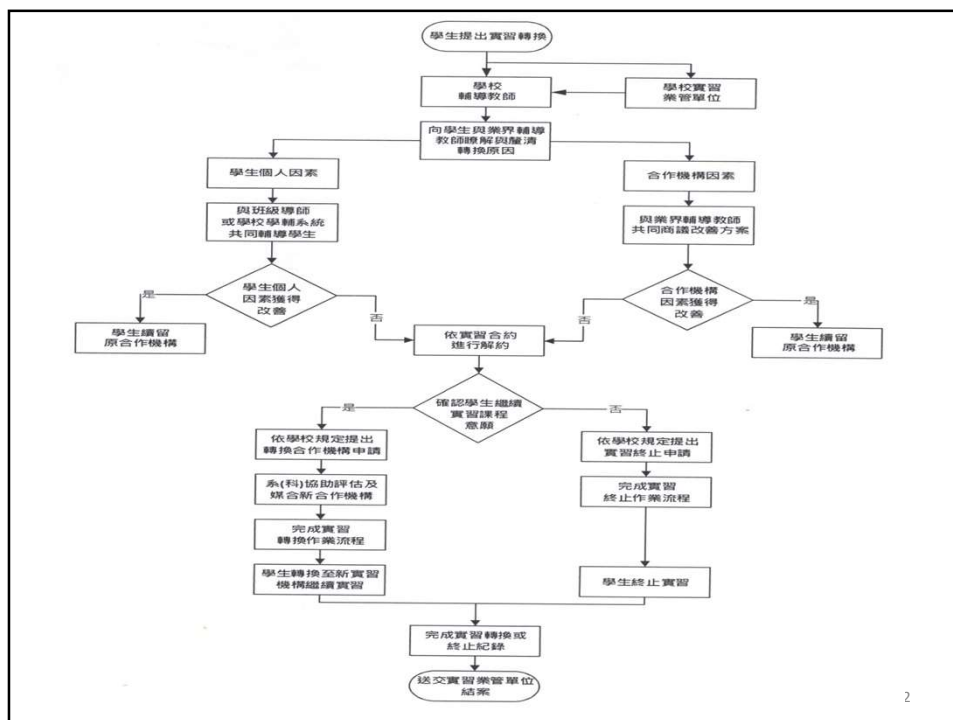 學生提出實習轉換
學校
輔導教師
學校實習
業管單位
向學生與業界輔導
教師瞭解與釐清
轉換原因
學生個人因素
合作機構因素
與班級導師
或學校學輔系統
共同輔導學生
與業界輔導教師
共同商議改善方案
學生個人
因素獲得
改善
合作機構
因素獲得
改善
是
否
否
是
學生續留
原合作機構
依實習合約
進行解約
學生續留
原合作機構
確認學生繼續
實習課程
意願
是
否
依學校規定提出
轉換合作機構申請
依學校規定提出
實習終止申請
系(科)協助評估及
媒合新合作機構
完成實習
終止作業流程
完成實習
轉換作業流程
學生轉換至新實習
機構繼續實習
學生終止實習
完成實習轉換或
終止紀錄
送交實習業管單位
結案
2